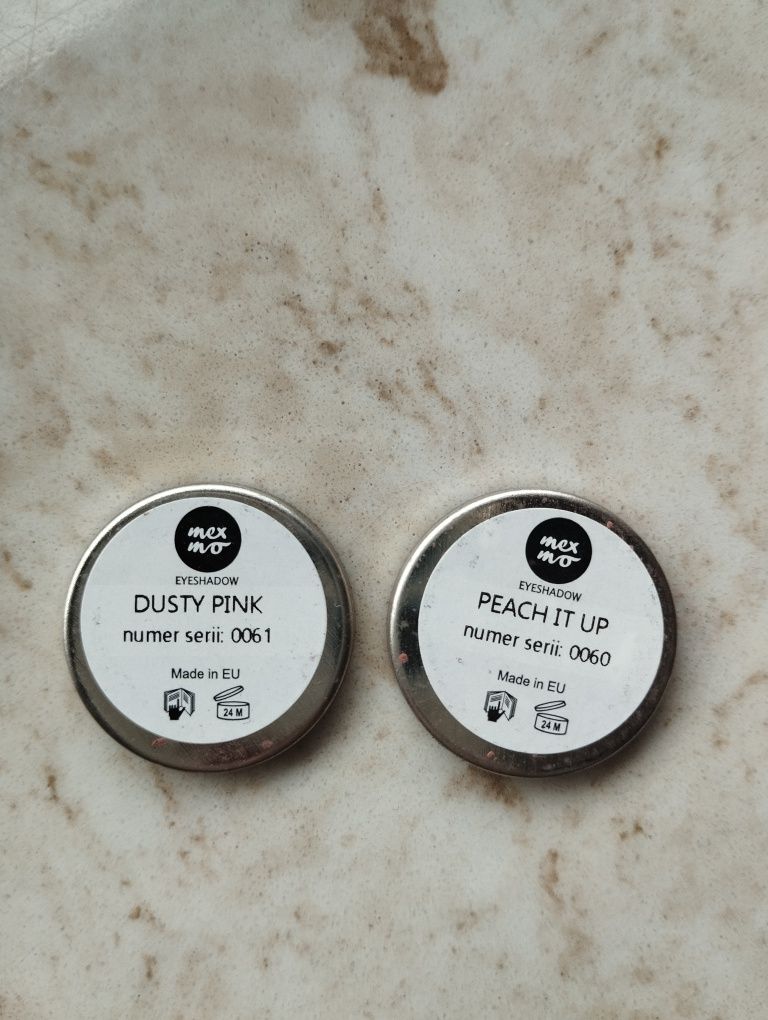 mex
mo
EYESHADOW
DUSTY PINK
numer serii: 0061
Made in EU
24 M
mex
mo
EYESHADOW
PEACH IT UP
numer serii: 0060
Made in EU
24 M